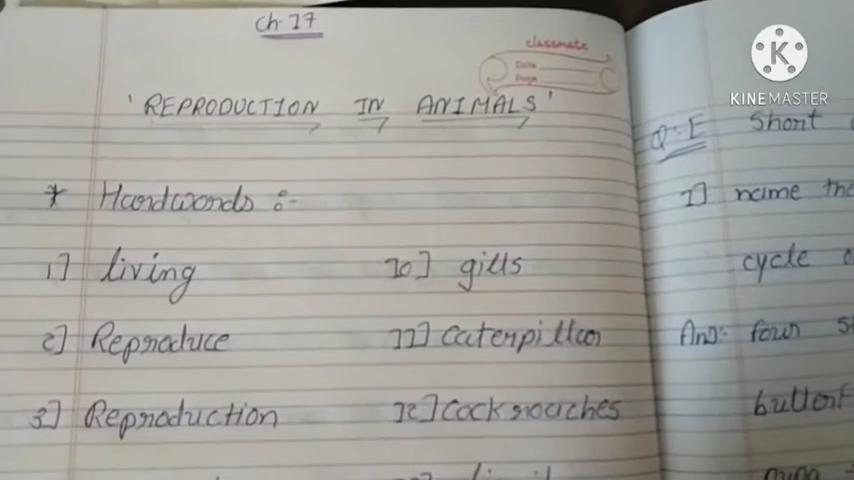 Ch-17
classmate
Date
Page
K
KINEMASTER
'REPRODUCTION IN ANIMALS'
* Hardwords :-
1] living
2] Reproduce
3] Reproduction
10] gills
11] Caterpillar
12] Cockroaches
Q:E Short
1] name the
cycle
Ans: four